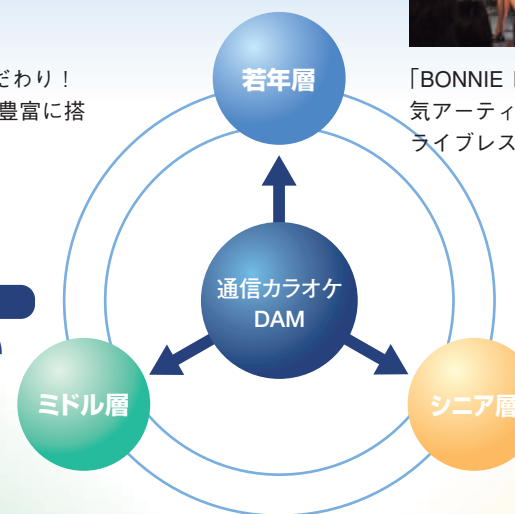 だわり！
豊富に搭
「BONNIE
気アーティ
ライブレス
若年層
通信カラオケ
DAM
ミドル層
シニア層